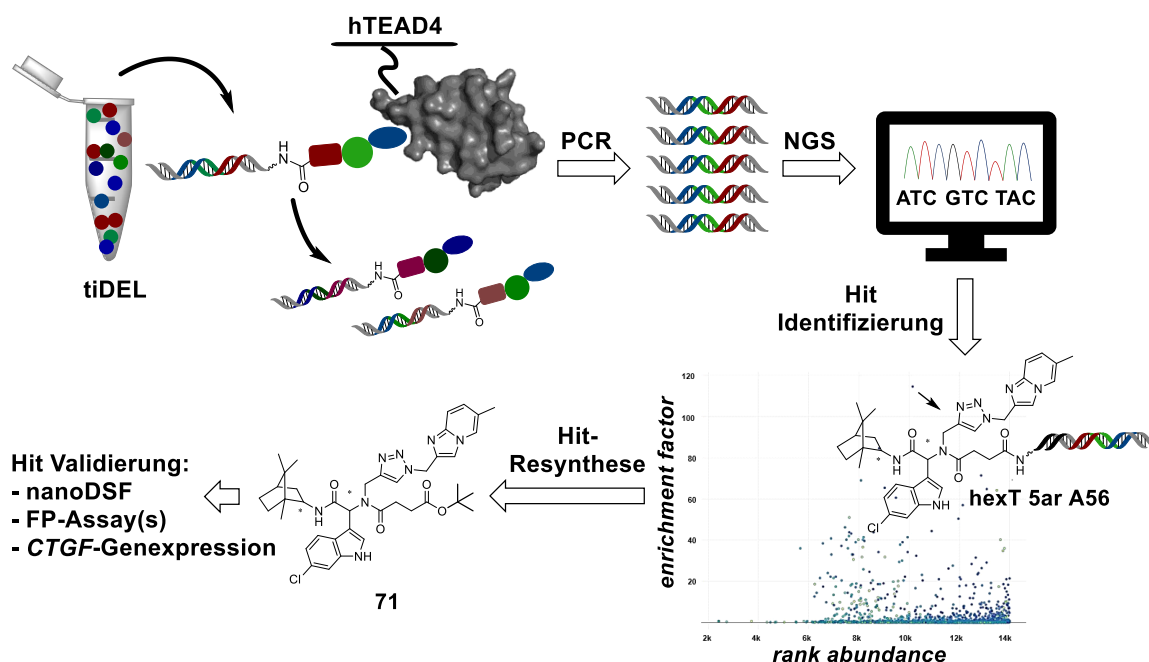 hTEAD4
tiDEL
H
N
O
H
N
O
H
N
O
PCR
NGS
ATC GTC TAC
Hit
Identifizierung
120
100
80
60
40
20
2k 4k 6k 8k 10k 12k 14k
enrichment factor
rank abundance
N
N
N N
N
N
O
N
H
*
*
N
O
O
N
H
NH
Cl
hexT 5ar A56
Hit-
Resynthese
N
N
N N
N
N
O
N
H
*
*
N
O
O
O
NH
Cl
71
Hit Validierung:
- nanoDSF
- FP-Assay(s)
- CTGF-Genexpression